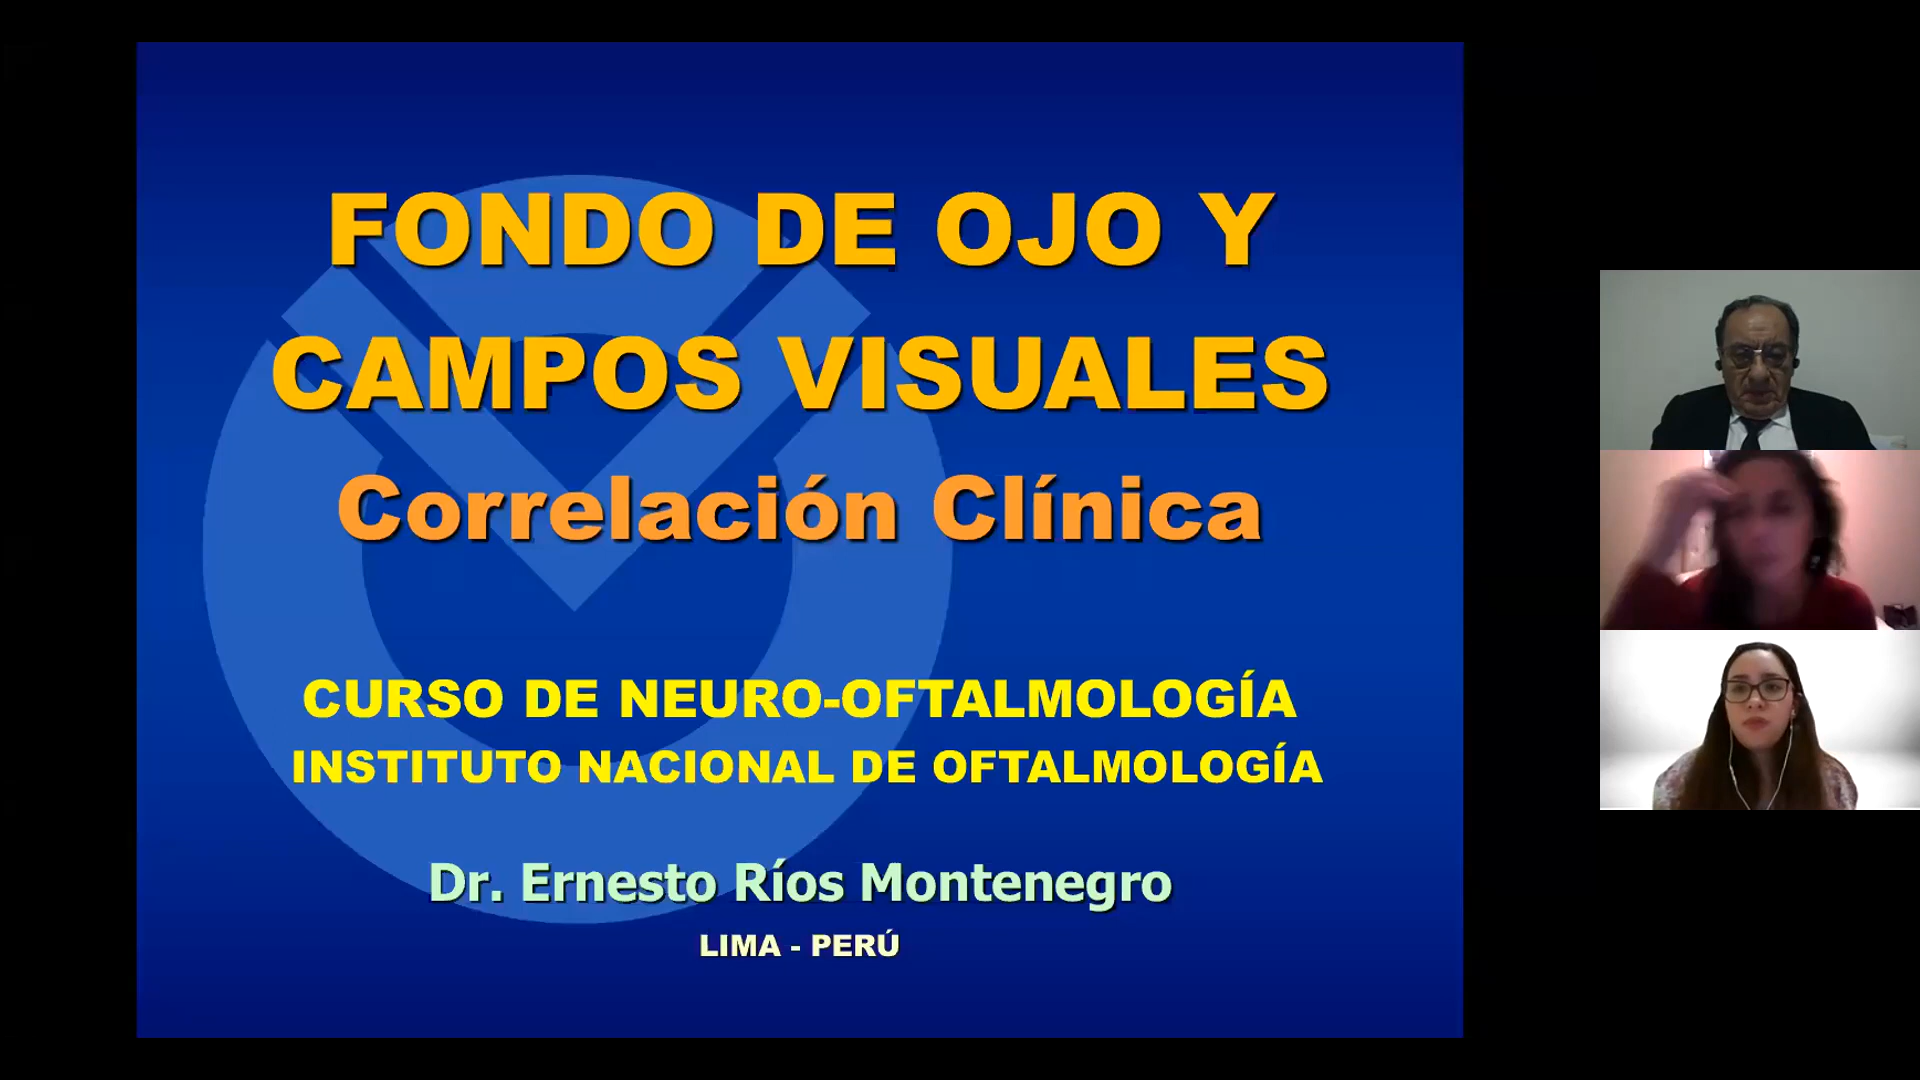 FONDO DE OJO Y
CAMPOS VISUALES
Correlación Clínica
CURSO DE NEURO-OFTALMOLOGÍA
INSTITUTO NACIONAL DE OFTALMOLOGÍA
Dr. Ernesto Ríos Montenegro
LIMA - PERÚ